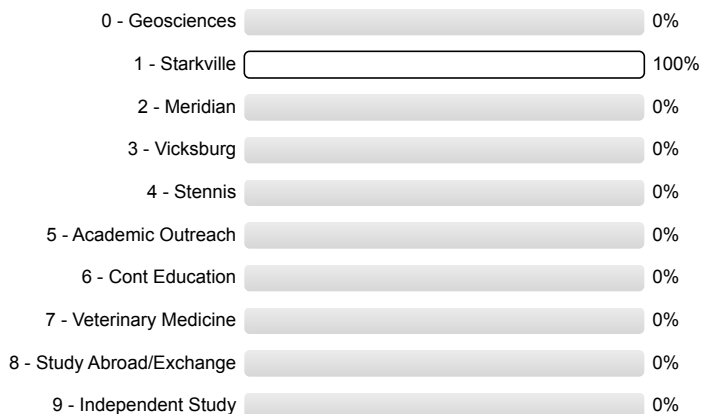 0 - Geosciences 0%
1 - Starkville 100%
2 - Meridian 0%
3 - Vicksburg 0%
4 - Stennis 0%
5 - Academic Outreach 0%
6 - Cont Education 0%
7 - Veterinary Medicine 0%
8 - Study Abroad/Exchange 0%
9 - Independent Study 0%